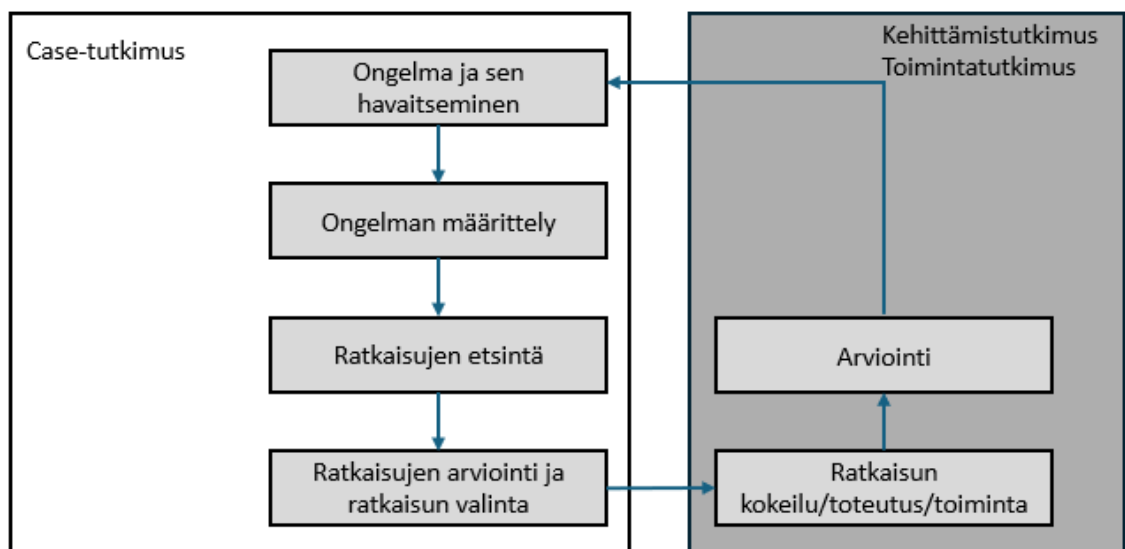 Case-tutkimus
Ongelma ja sen
havaitseminen
Ongelman määrittely
Ratkaisujen etsintä
Ratkaisujen arviointi ja
ratkaisun valinta
Kehittämistutkimus
Toimintatutkimus
Arviointi
Ratkaisun
kokeilu/toteutus/toiminta